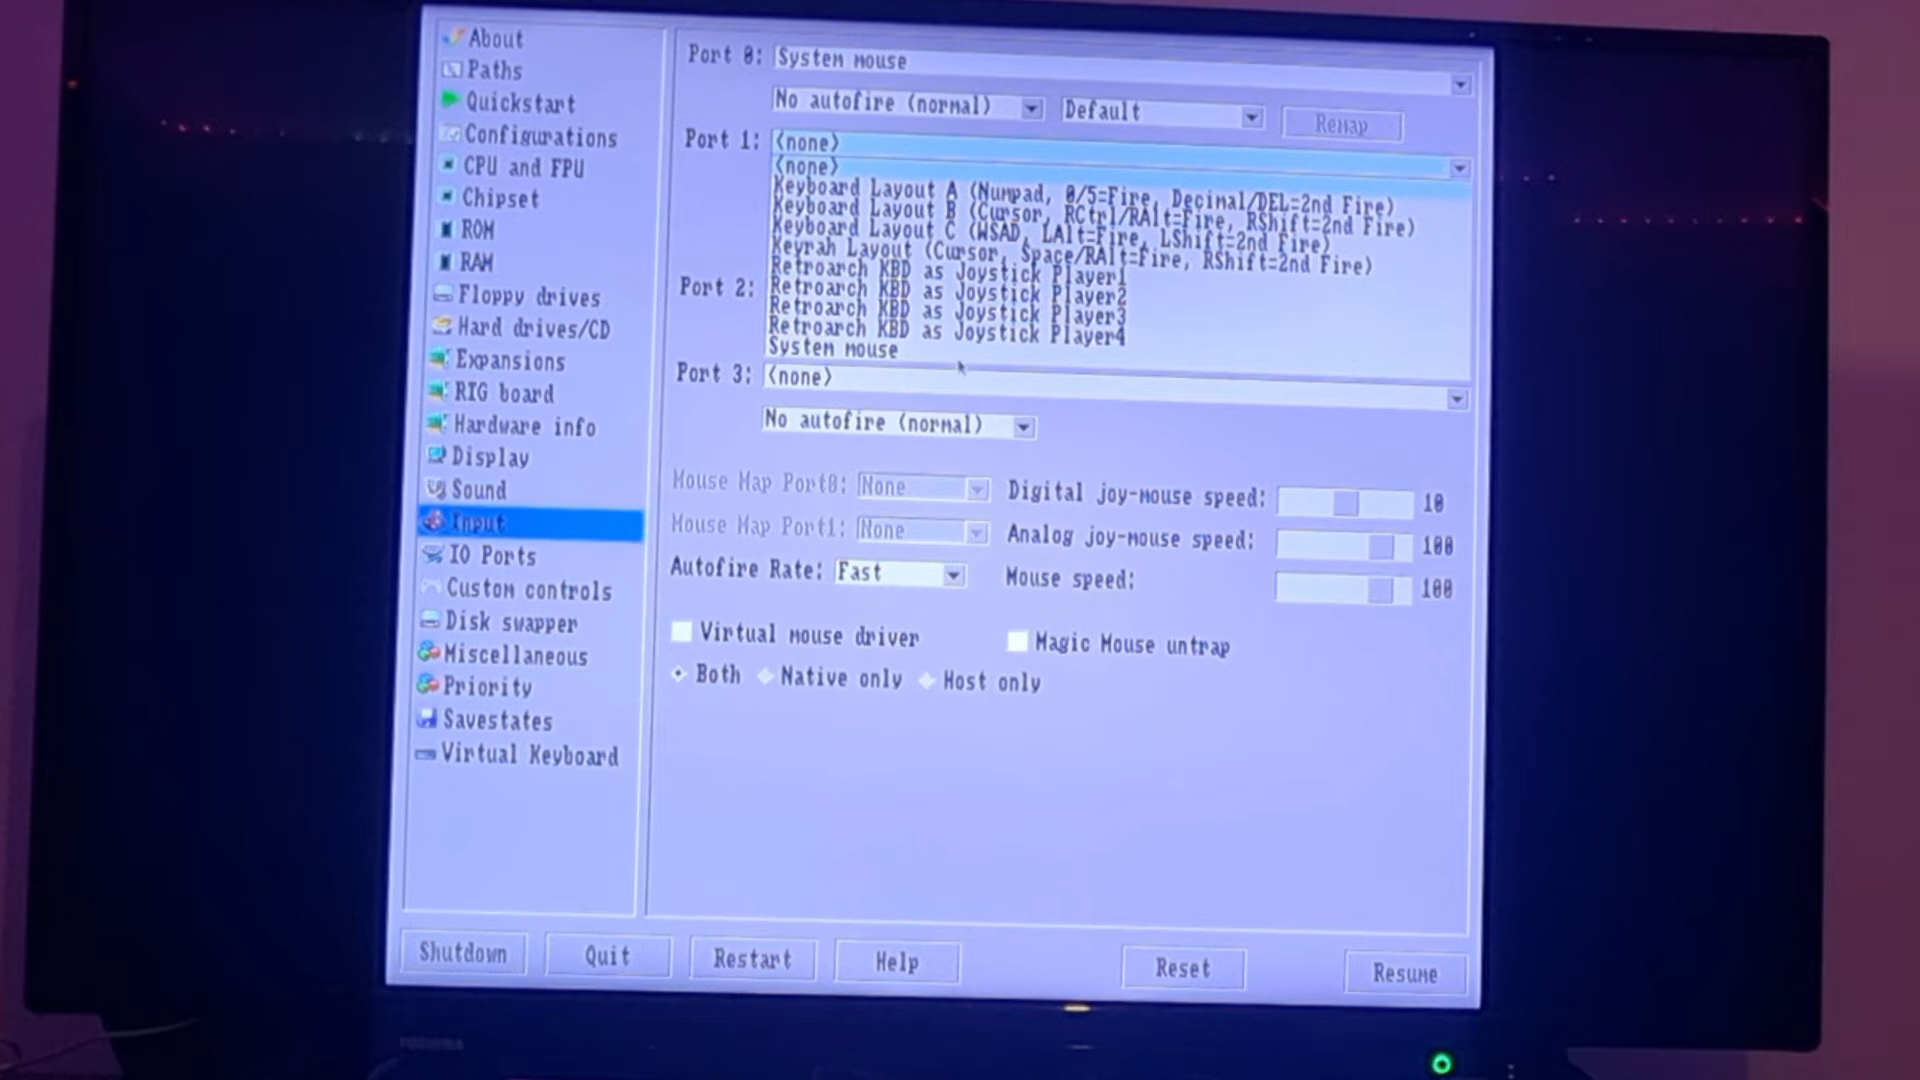 About
Paths
Quickstart
Configurations
CPU and FPU
Chipset
ROM
RAM
Floppy drives
Hard drives/CD
Expansions
RTG board
Hardware info
Display
Sound
Input
IO Ports
Custom controls
Disk swapper
Miscellaneous
Priority
Savestates
Virtual Keyboard
Port 0: System mouse
No autofire (normal) Default Remap
Port 1: <none>
<none>
Keyboard Layout A (Numpad, 0/5=Fire, Decimal/DEL=2nd Fire)
Keyboard Layout B (Cursor, RCtrl/RAlt=Fire, RShift=2nd Fire)
Keyboard Layout C (WSAD, LAlt=Fire, LShift=2nd Fire)
Keyrah Layout (Cursor, Space/RAlt=Fire, RShift=2nd Fire)
Retroarch KBD as Joystick Player1
Port 2: Retroarch KBD as Joystick Player2
Retroarch KBD as Joystick Player3
Retroarch KBD as Joystick Player4
System mouse
Port 3: <none>
No autofire (normal)
Mouse Map Port0: None Digital joy-mouse speed: 10
Mouse Map Port1: None Analog joy-mouse speed: 100
Autofire Rate: Fast Mouse speed: 100
Virtual mouse driver Magic Mouse untrap
Both Native only Host only
Shutdown Quit Restart Help Reset Resume
TOSHIBA